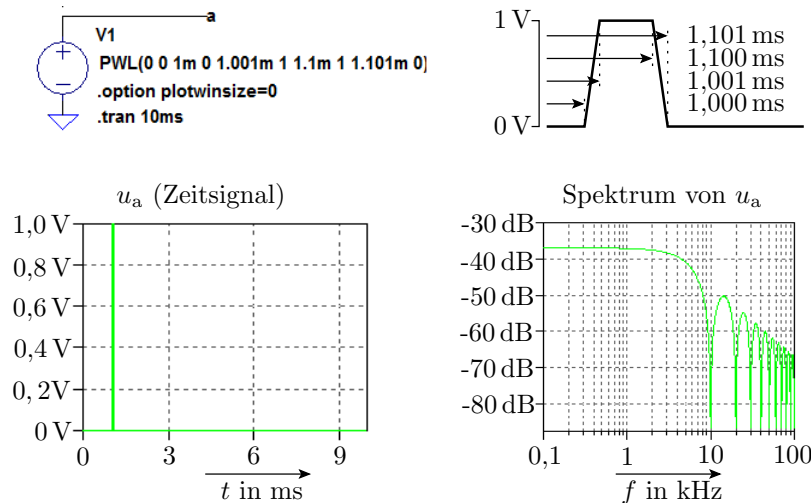 a
V1
PWL(0 0 1m 0 1.001m 1 1.1m 1 1.101m 0)
.option plotwinsize=0
.tran 10ms
1 V
0 V
1,101 ms
1,100 ms
1,001 ms
1,000 ms
u_a (Zeitsignal)
1,0 V
0,8 V
0,6 V
0,4 V
0,2V
0 V
0 3 6 9
t in ms
Spektrum von u_a
-30 dB
-40 dB
-50 dB
-60 dB
-70 dB
-80 dB
0,1 1 10 100
f in kHz